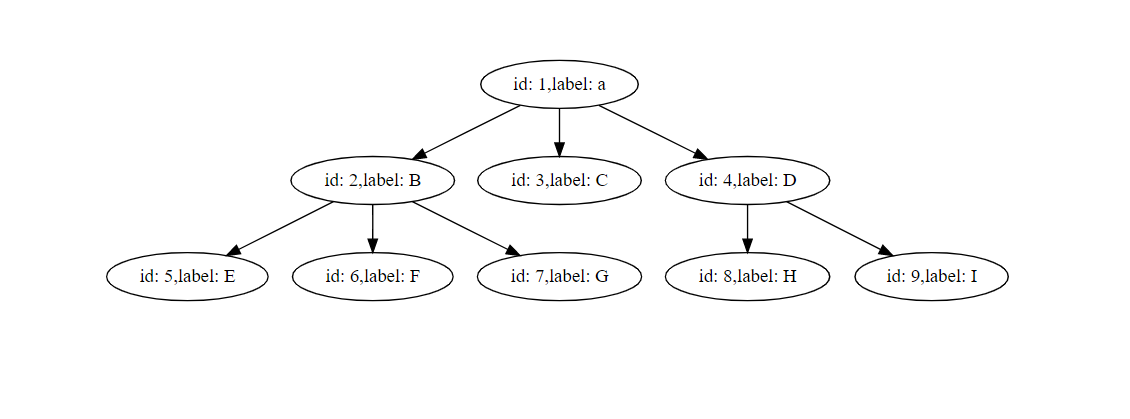 id: 1,label: a
id: 2,label: B
id: 3,label: C
id: 4,label: D
id: 5,label: E
id: 6,label: F
id: 7,label: G
id: 8,label: H
id: 9,label: I